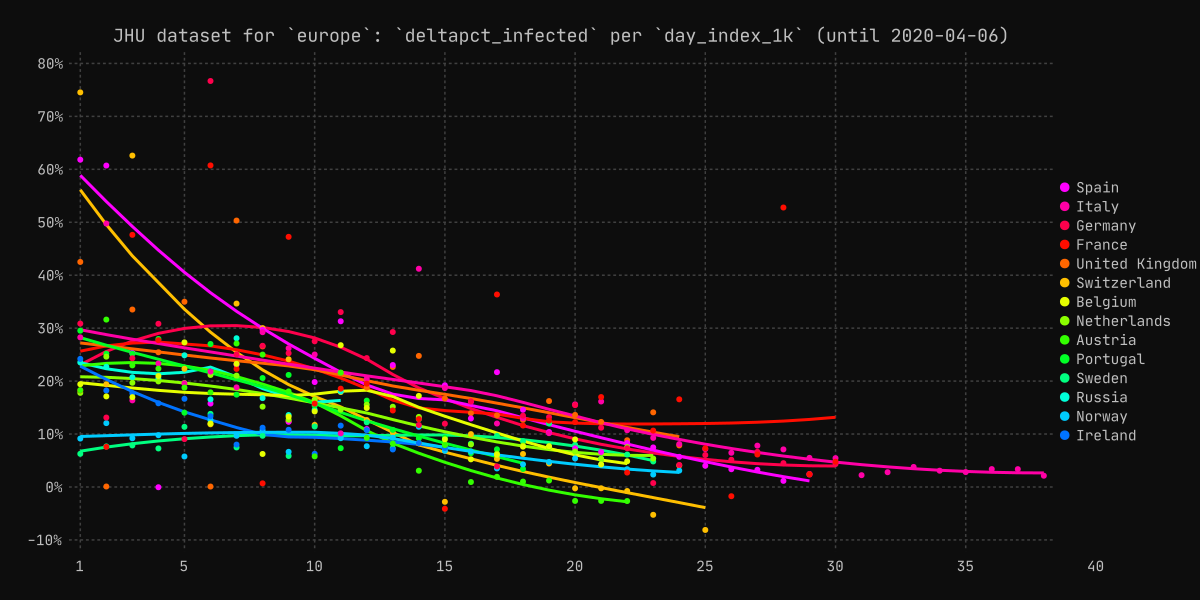 JHU dataset for `europe`: `deltapct_infected` per `day_index_1k` (until 2020-04-06)
80%
70%
60%
50%
40%
30%
20%
10%
0%
-10%
1 5 10 15 20 25 30 35 40
Spain
Italy
Germany
France
United Kingdom
Switzerland
Belgium
Netherlands
Austria
Portugal
Sweden
Russia
Norway
Ireland